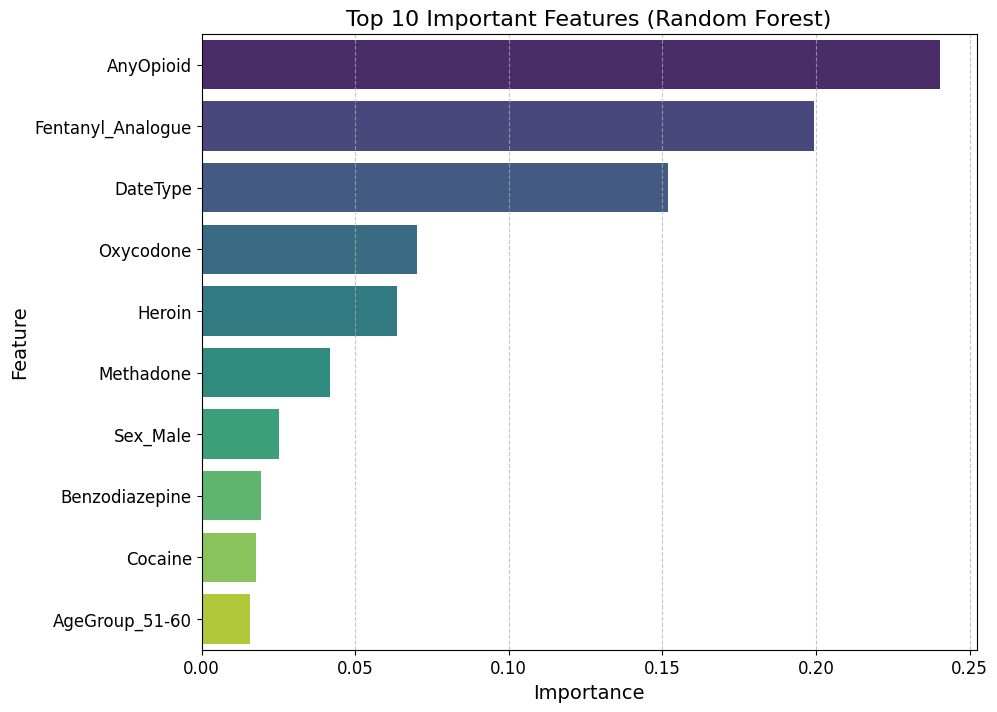 Top 10 Important Features (Random Forest)
AnyOpioid
Fentanyl_Analogue
DateType
Oxycodone
Heroin
Methadone
Sex_Male
Benzodiazepine
Cocaine
AgeGroup_51-60
Feature
0.00 0.05 0.10 0.15 0.20 0.25
Importance